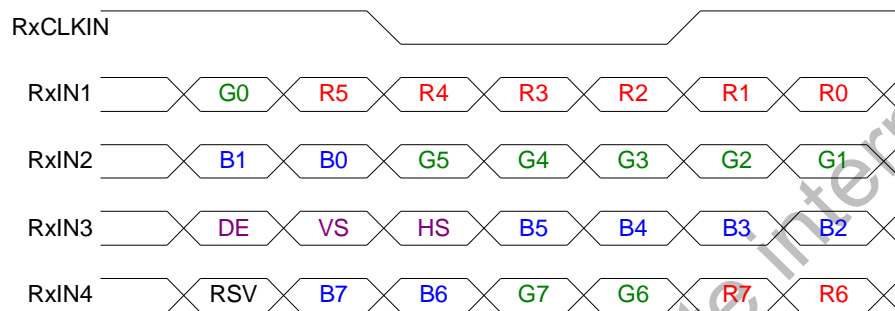 RxCLKIN
RxIN1 G0 R5 R4 R3 R2 R1 R0
RxIN2 B1 B0 G5 G4 G3 G2 G1
RxIN3 DE VS HS B5 B4 B3 B2
RxIN4 RSV B7 B6 G7 G6 R7 R6